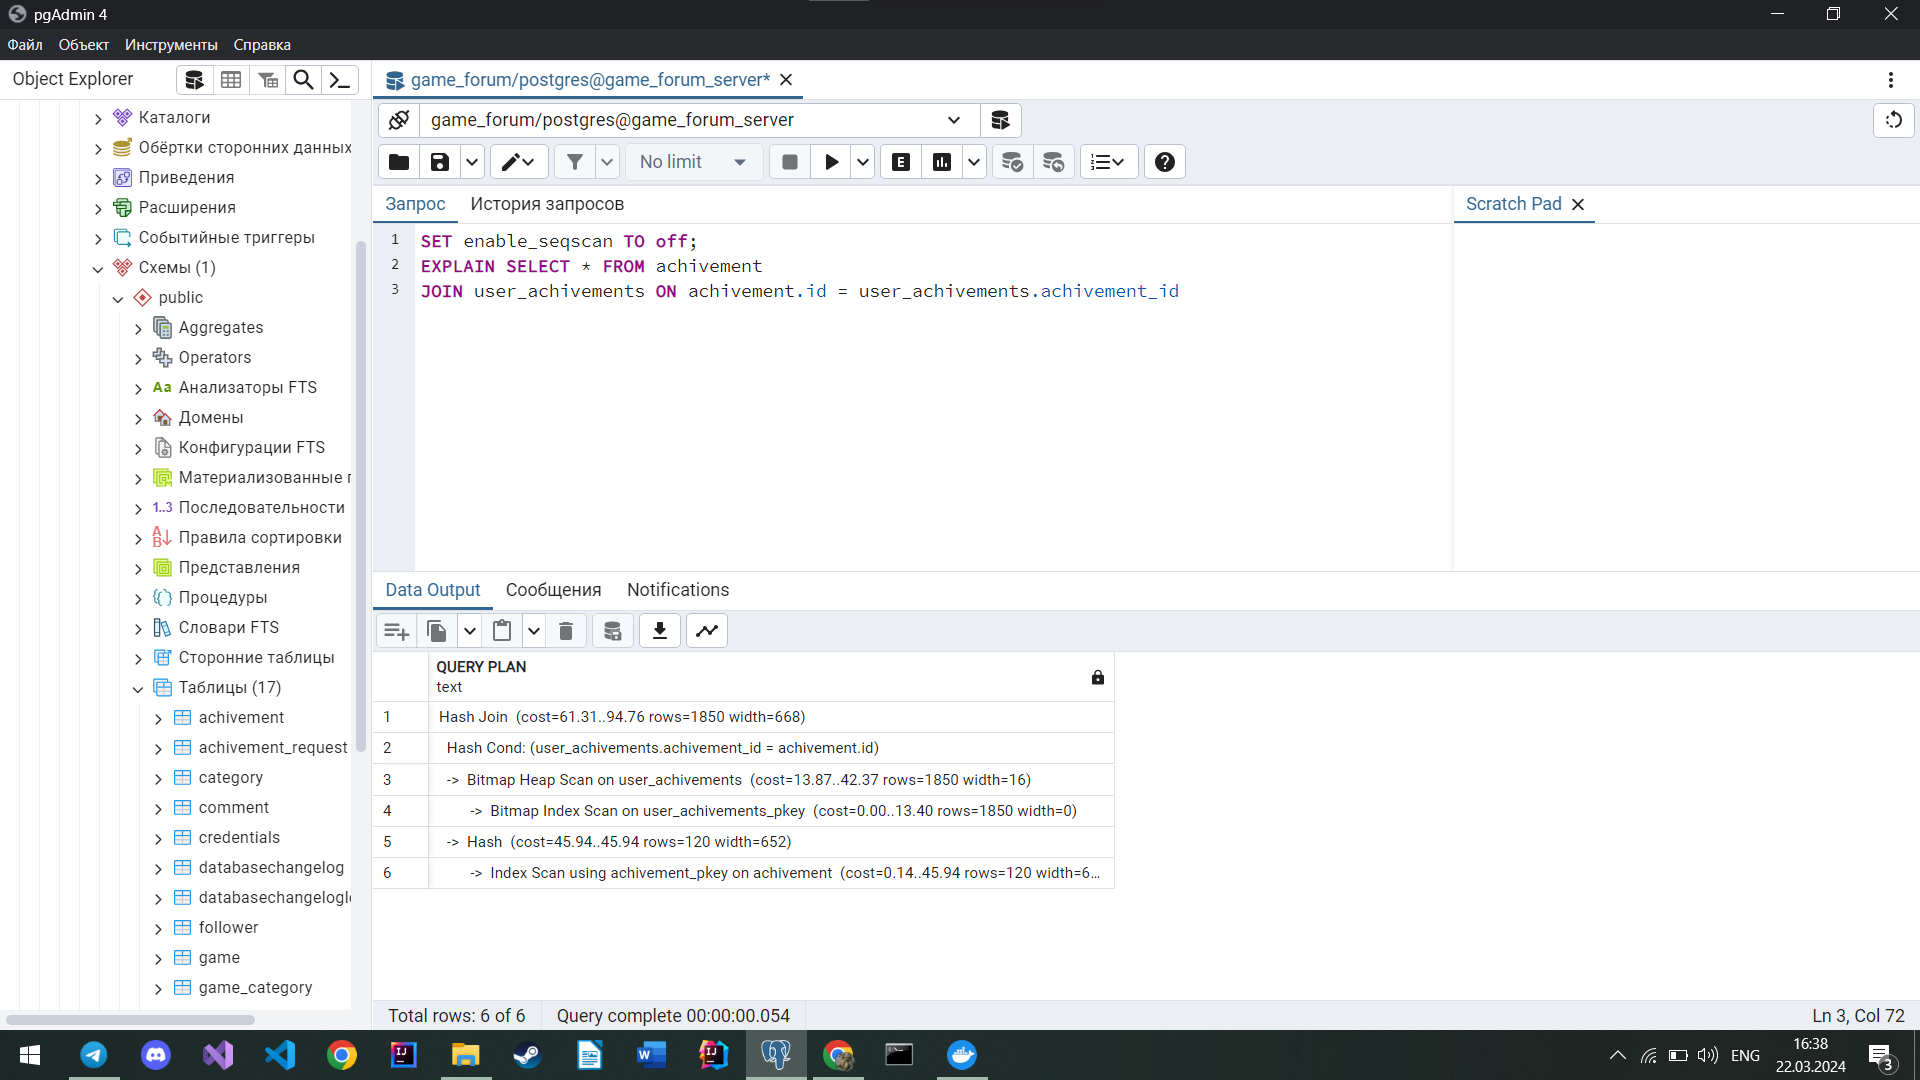 pgAdmin 4
Файл Объект Инструменты Справка
Object Explorer
game_forum/postgres@game_forum_server*
game_forum/postgres@game_forum_server
No limit
E
Запрос История запросов
Scratch Pad
1 SET enable_seqscan TO off;
2 EXPLAIN SELECT * FROM achivement
3 JOIN user_achivements ON achivement.id = user_achivements.achivement_id
Каталоги
Обёртки сторонних данных
Приведения
Расширения
Событийные триггеры
Схемы (1)
public
Aggregates
Operators
Aa Анализаторы FTS
Домены
Конфигурации FTS
Материализованные п
1..3 Последовательности
Правила сортировки
Представления
Процедуры
Словари FTS
Сторонние таблицы
Таблицы (17)
achivement
achivement_request
category
comment
credentials
databasechangelog
databasechangeloglo
follower
game
game_category
Data Output Сообщения Notifications
QUERY PLAN
text
1 Hash Join (cost=61.31..94.76 rows=1850 width=668)
2 Hash Cond: (user_achivements.achivement_id = achivement.id)
3 -> Bitmap Heap Scan on user_achivements (cost=13.87..42.37 rows=1850 width=16)
4 -> Bitmap Index Scan on user_achivements_pkey (cost=0.00..13.40 rows=1850 width=0)
5 -> Hash (cost=45.94..45.94 rows=120 width=652)
6 -> Index Scan using achivement_pkey on achivement (cost=0.14..45.94 rows=120 width=6...
Total rows: 6 of 6 Query complete 00:00:00.054 Ln 3, Col 72
ENG
16:38
22.03.2024
3